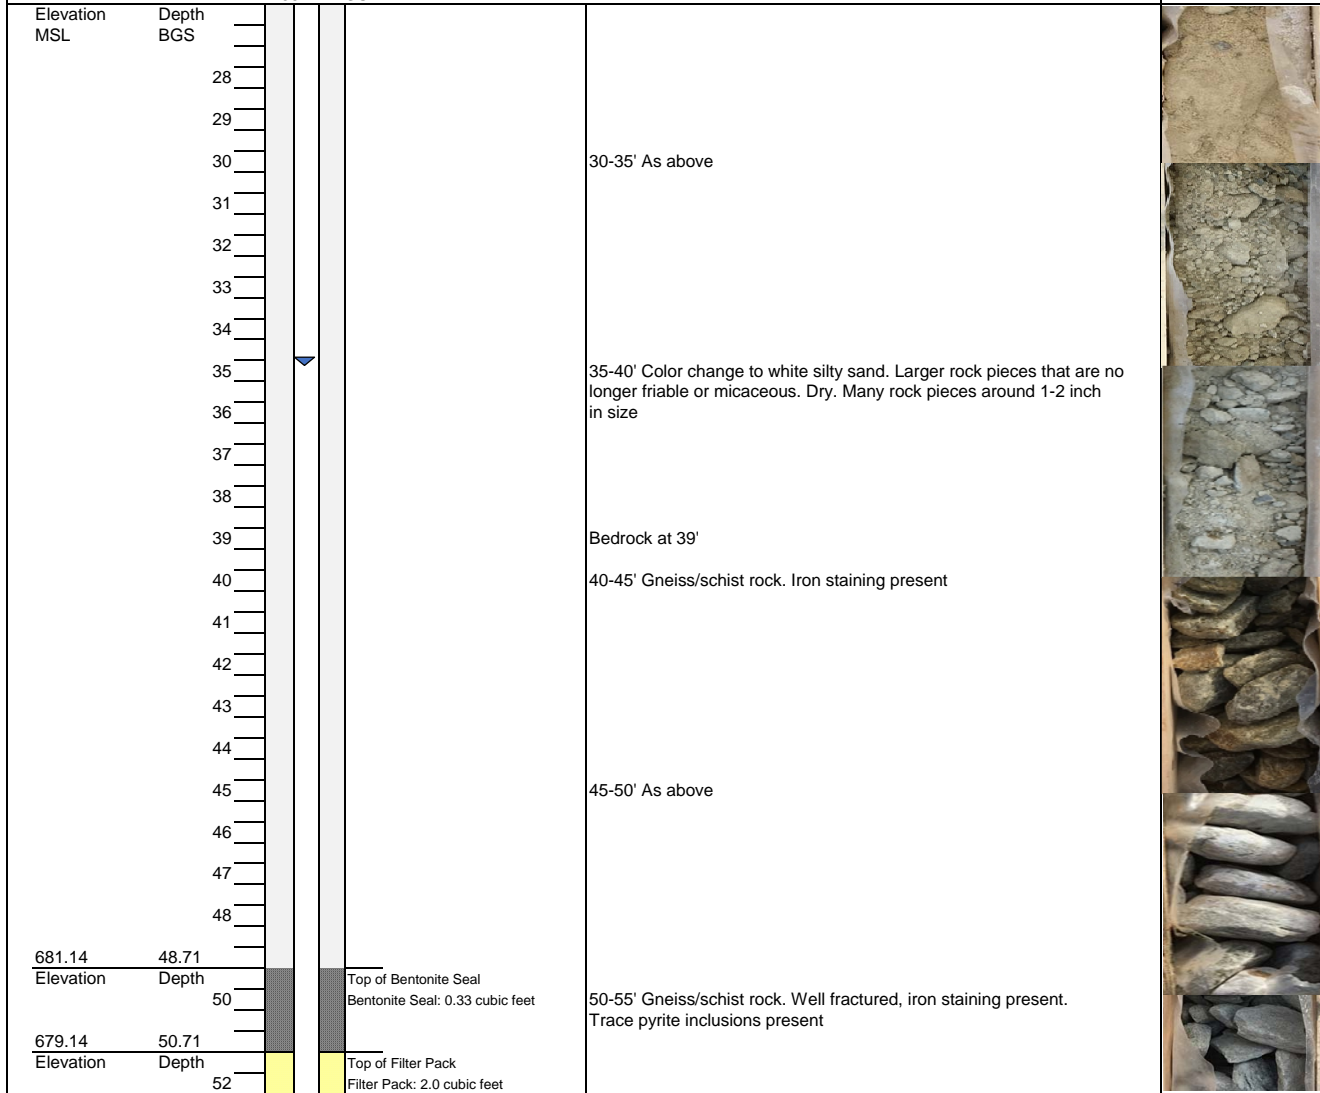 Elevation Depth
MSL BGS
28
29
30 30-35' As above
31
32
33
34
35 35-40' Color change to white silty sand. Larger rock pieces that are no
longer friable or micaceous. Dry. Many rock pieces around 1-2 inch
36 in size
37
38
39 Bedrock at 39'
40 40-45' Gneiss/schist rock. Iron staining present
41
42
43
44
45 45-50' As above
46
47
48
681.14 48.71
Elevation Depth Top of Bentonite Seal
50 Bentonite Seal: 0.33 cubic feet 50-55' Gneiss/schist rock. Well fractured, iron staining present.
Trace pyrite inclusions present
679.14 50.71
Elevation Depth Top of Filter Pack
52 Filter Pack: 2.0 cubic feet